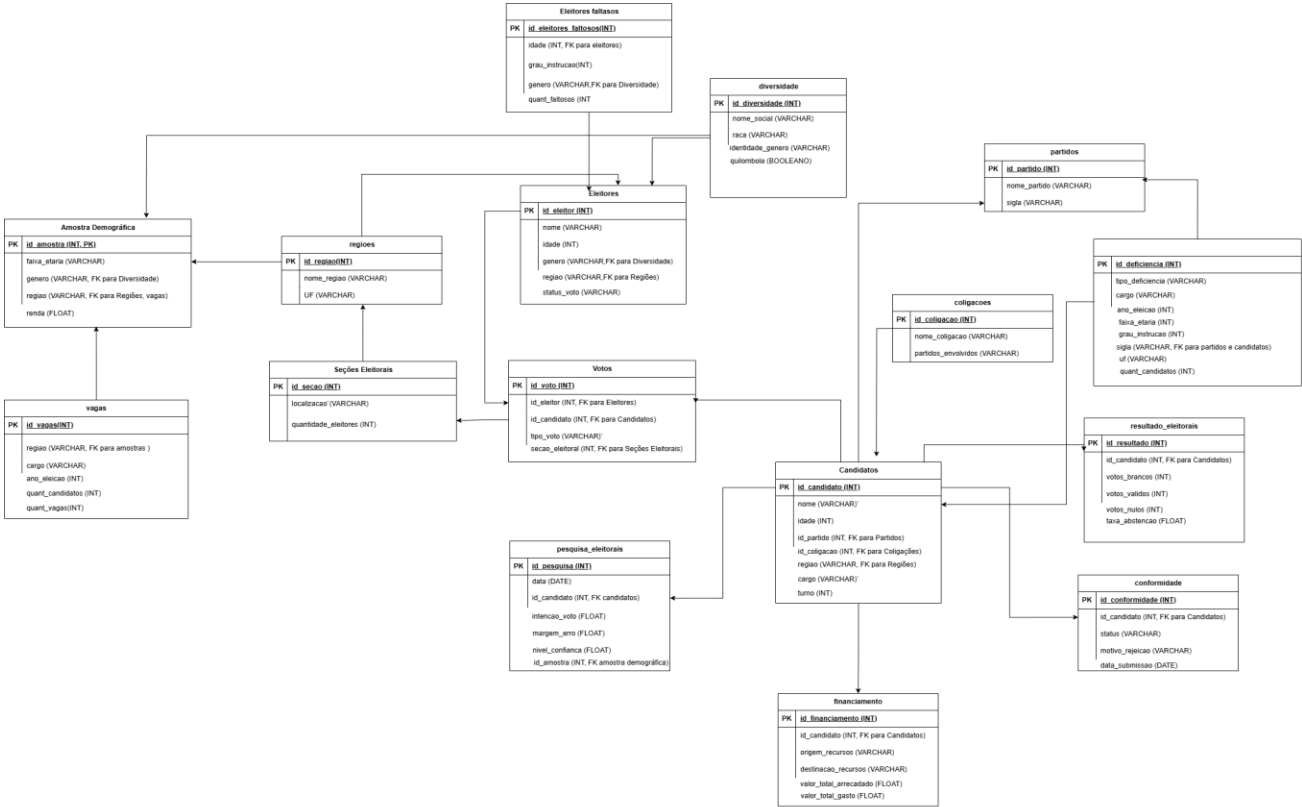 Eleitores faltasos
PK id_eleitores_faltosos(INT)
idade (INT, FK para eleitores)
grau_instrucao(INT)
genero (VARCHAR,FK para Diversidade)
quant_faltosos (INT
diversidade
PK id_diversidade (INT)
nome_social (VARCHAR)
raca (VARCHAR)
identidade_genero (VARCHAR)
quilombola (BOOLEANO)
partidos
PK id_partido (INT)
nome_partido (VARCHAR)
sigla (VARCHAR)
Eleitores
PK id_eleitor (INT)
nome (VARCHAR)
idade (INT)
genero (VARCHAR,FK para Diversidade)
regiao (VARCHAR,FK para Regiões)
status_voto (VARCHAR)
Amostra Demográfica
PK id_amostra (INT, PK)
faixa_etaria (VARCHAR)
genero (VARCHAR, FK para Diversidade)
regiao (VARCHAR, FK para Regiões, vagas)
renda (FLOAT)
regioes
PK id_regiao(INT)
nome_regiao (VARCHAR)
UF (VARCHAR)
PK id_deficiencia (INT)
tipo_deficiencia (VARCHAR)
cargo (VARCHAR)
ano_eleicao (INT)
faixa_etaria (INT)
grau_instrucao (INT)
sigla (VARCHAR, FK para partidos e candidatos)
uf (VARCHAR)
quant_candidatos (INT)
coligacoes
PK id_coligacao (INT)
nome_coligacao (VARCHAR)
partidos_envolvidos (VARCHAR)
Seções Eleitorais
PK id_secao (INT)
localizacao`(VARCHAR)
quantidade_eleitores (INT)
Votos
PK id_voto (INT)
id_eleitor (INT, FK para Eleitores)
id_candidato (INT, FK para Candidatos)
tipo_voto (VARCHAR)`
secao_eleitoral (INT, FK para Seções Eleitorais)
vagas
PK id_vagas(INT)
regiao (VARCHAR, FK para amostras )
cargo (VARCHAR)
ano_eleicao (INT)
quant_candidatos (INT)
quant_vagas(INT)
resultado_eleitorais
PK id_resultado (INT)
id_candidato (INT, FK para Candidatos)
votos_brancos (INT)
votos_validos (INT)
votos_nulos (INT)
taxa_abstencao (FLOAT)
Candidatos
PK id_candidato (INT)
nome (VARCHAR)`
idade (INT)
id_partido (INT, FK para Partidos)
id_coligacao (INT, FK para Coligações)
regiao (VARCHAR, FK para Regiões)
cargo (VARCHAR)`
turno (INT)
pesquisa_eleitorais
PK id_pesquisa (INT)
data (DATE)
id_candidato (INT, FK candidatos)
intencao_voto (FLOAT)
margem_erro (FLOAT)
nivel_confianca (FLOAT)
id_amostra (INT, FK amostra demográfica)
conformidade
PK id_conformidade (INT)
id_candidato (INT, FK para Candidatos)
status (VARCHAR)
motivo_rejeicao (VARCHAR)
data_submissao (DATE)
financiamento
PK id_financiamento (INT)
id_candidato (INT, FK para Candidatos)
origem_recursos (VARCHAR)
destinacao_recursos (VARCHAR)
valor_total_arrecadado (FLOAT)
valor_total_gasto (FLOAT)